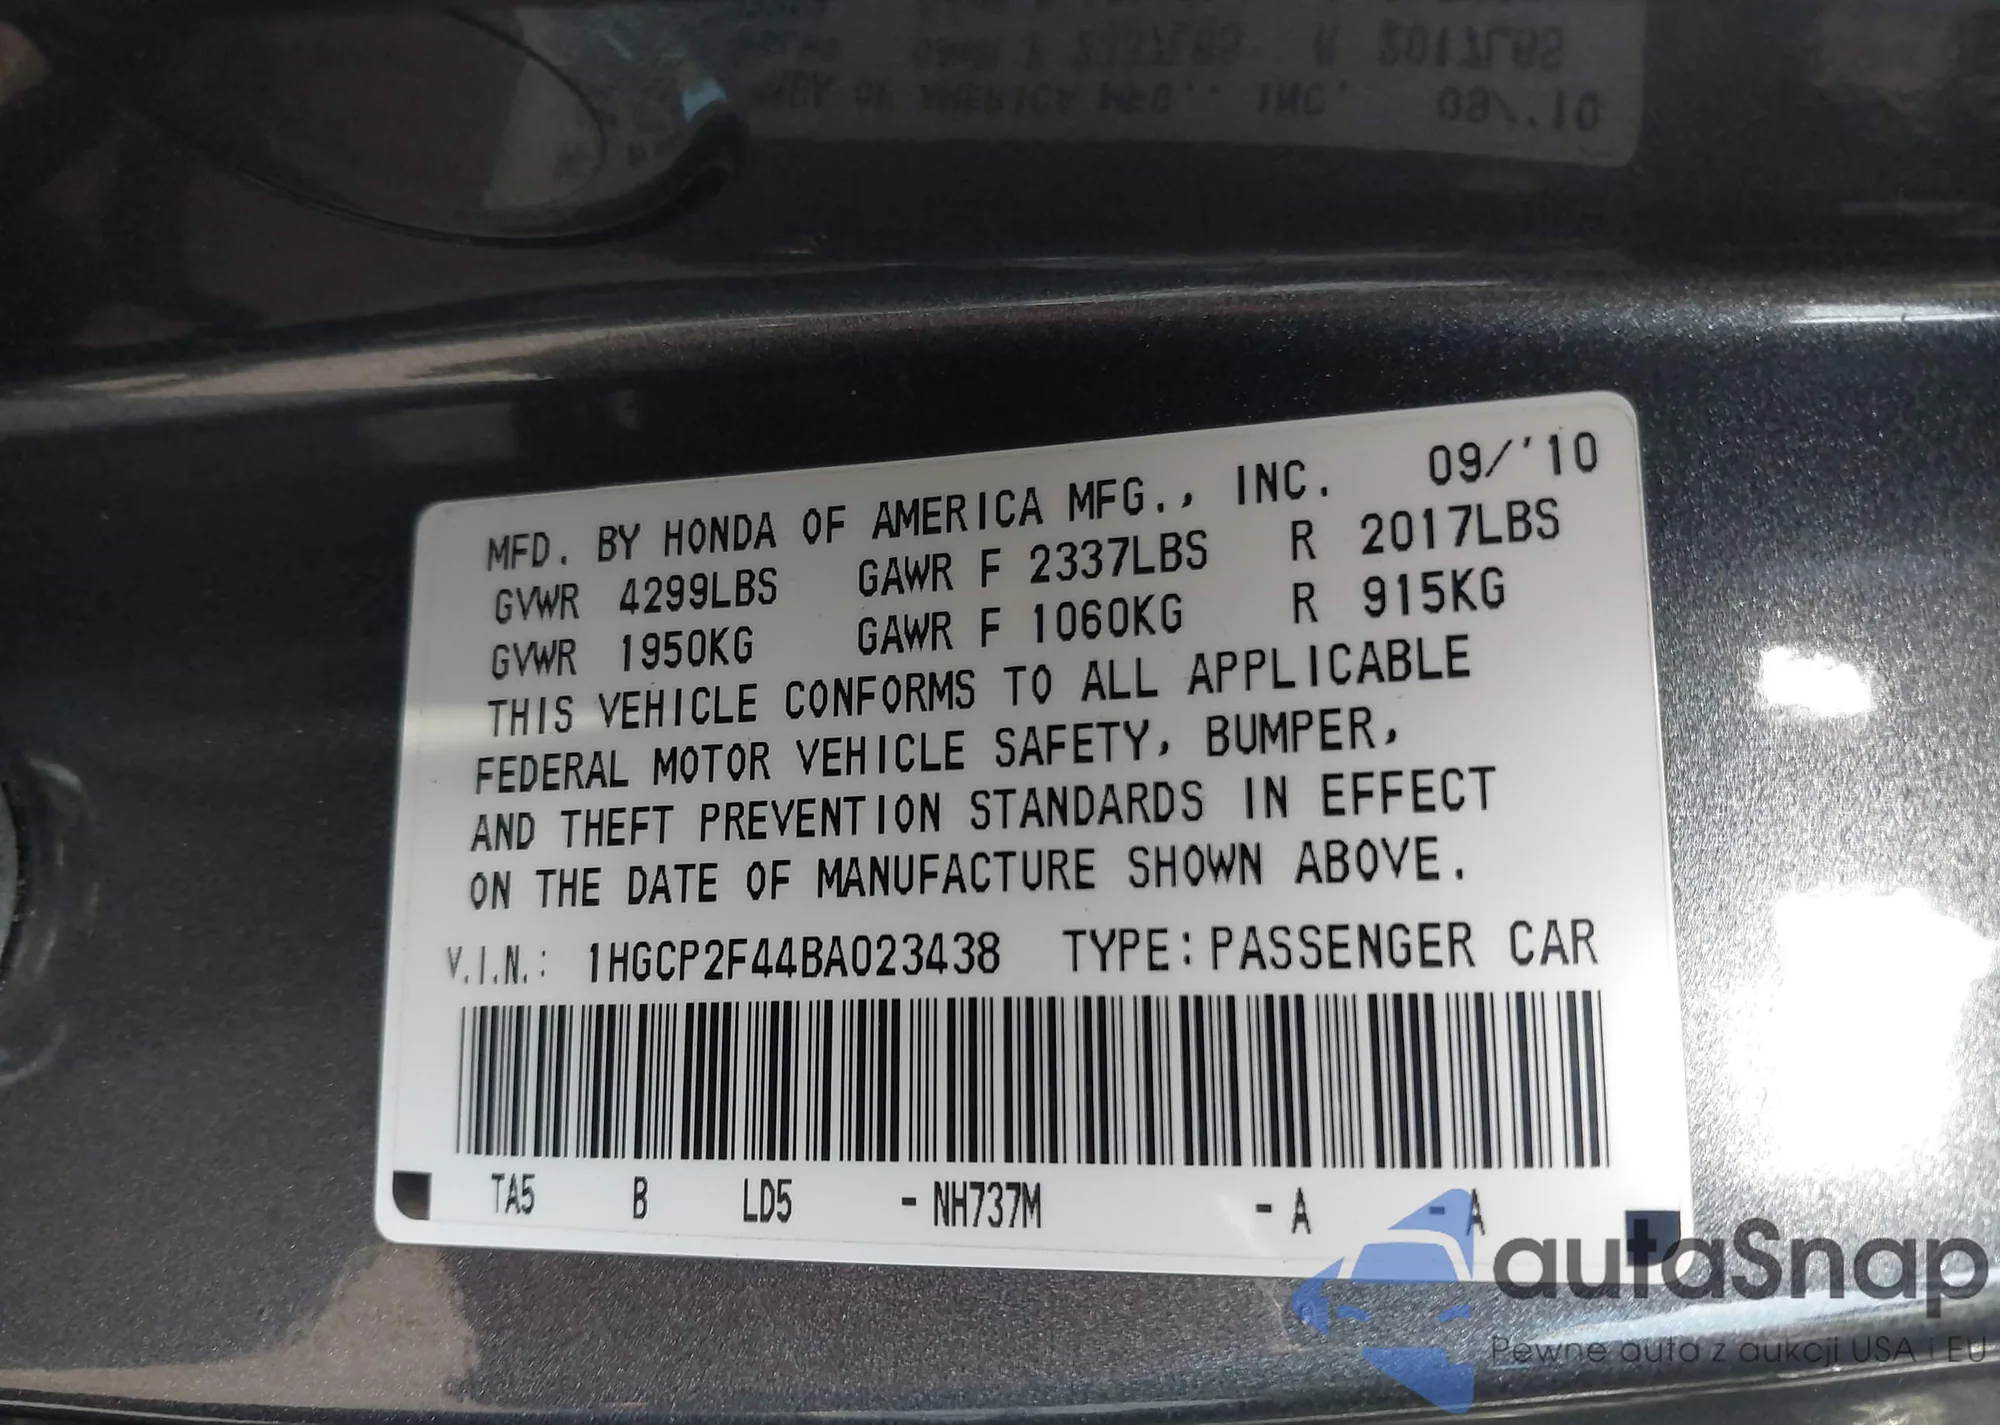 MFD. BY HONDA OF AMERICA MFG., INC. 09/'10
GVWR 4299LBS GAWR F 2337LBS R 2017LBS
GVWR 1950KG GAWR F 1060KG R 915KG
THIS VEHICLE CONFORMS TO ALL APPLICABLE
FEDERAL MOTOR VEHICLE SAFETY, BUMPER,
AND THEFT PREVENTION STANDARDS IN EFFECT
ON THE DATE OF MANUFACTURE SHOWN ABOVE.
V.I.N.: 1HGCP2F44BA023438 TYPE: PASSENGER CAR
TA5 B LD5 - NH737M - A - A
autaSnap
Pewne auta z aukcji USA i EU